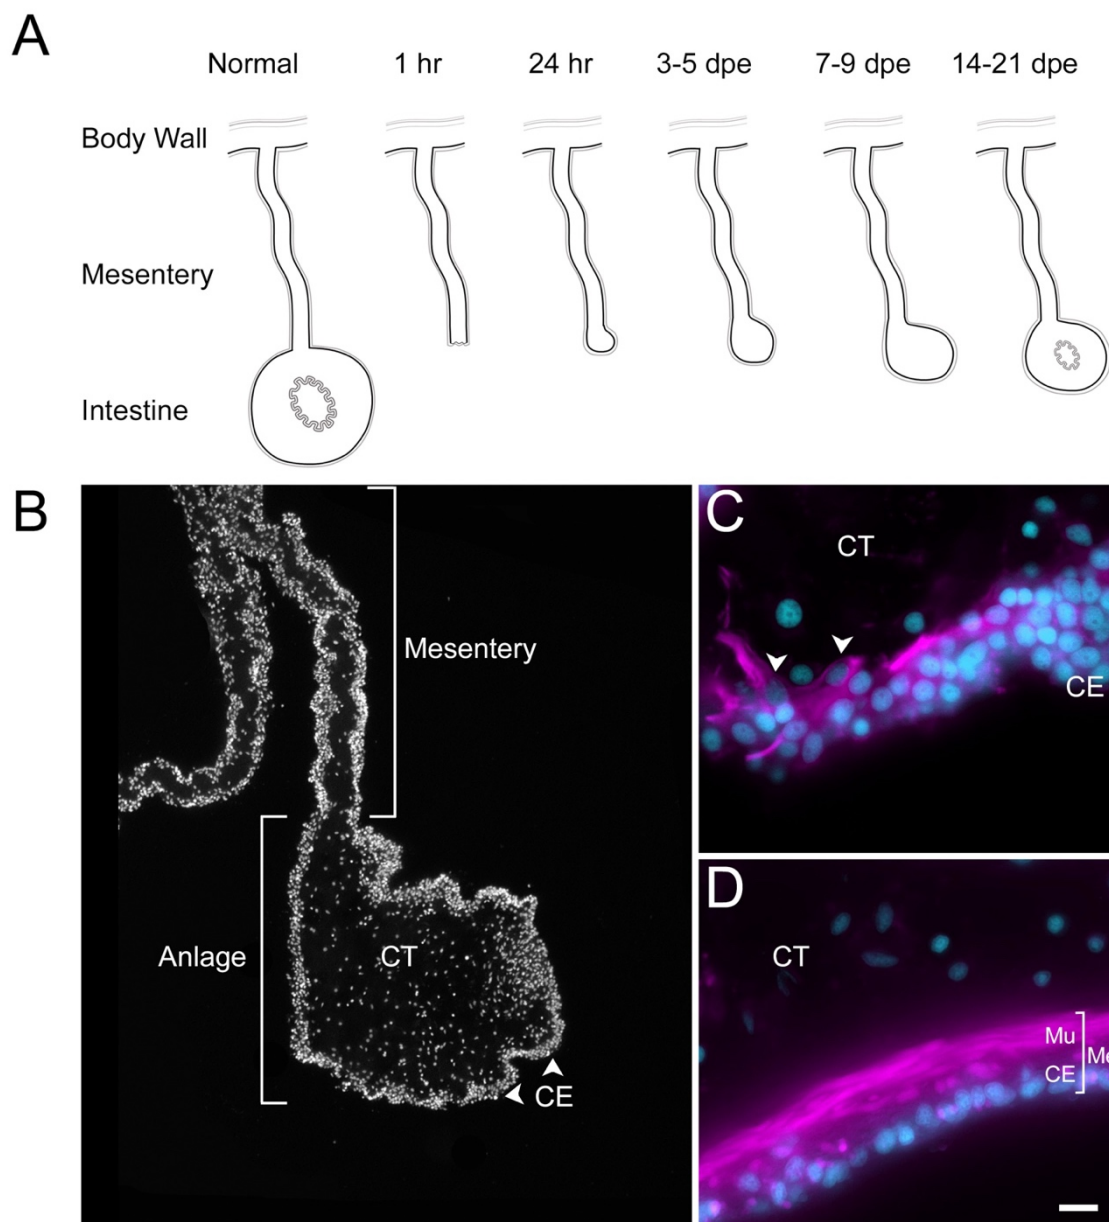 A
Normal 1 hr 24 hr 3-5 dpe 7-9 dpe 14-21 dpe
Body Wall
Mesentery
Intestine
B
Mesentery
Anlage
CT
CE
C
CT
CE
D
CT
Mu
CE
Me